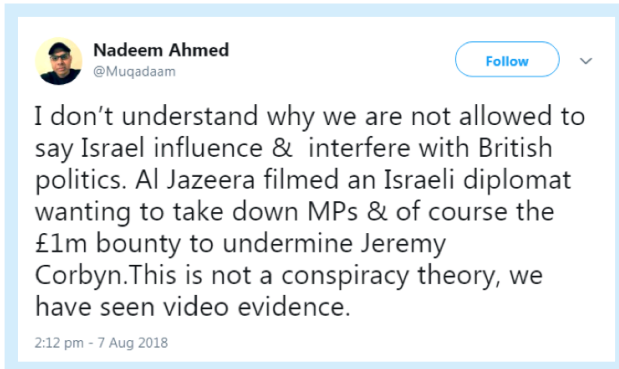 Nadeem Ahmed
@Muqadaam
Follow
I don't understand why we are not allowed to
say Israel influence &  interfere with British
politics. Al Jazeera filmed an Israeli diplomat
wanting to take down MPs & of course the
£1m bounty to undermine Jeremy
Corbyn.This is not a conspiracy theory, we
have seen video evidence.
2:12 pm - 7 Aug 2018